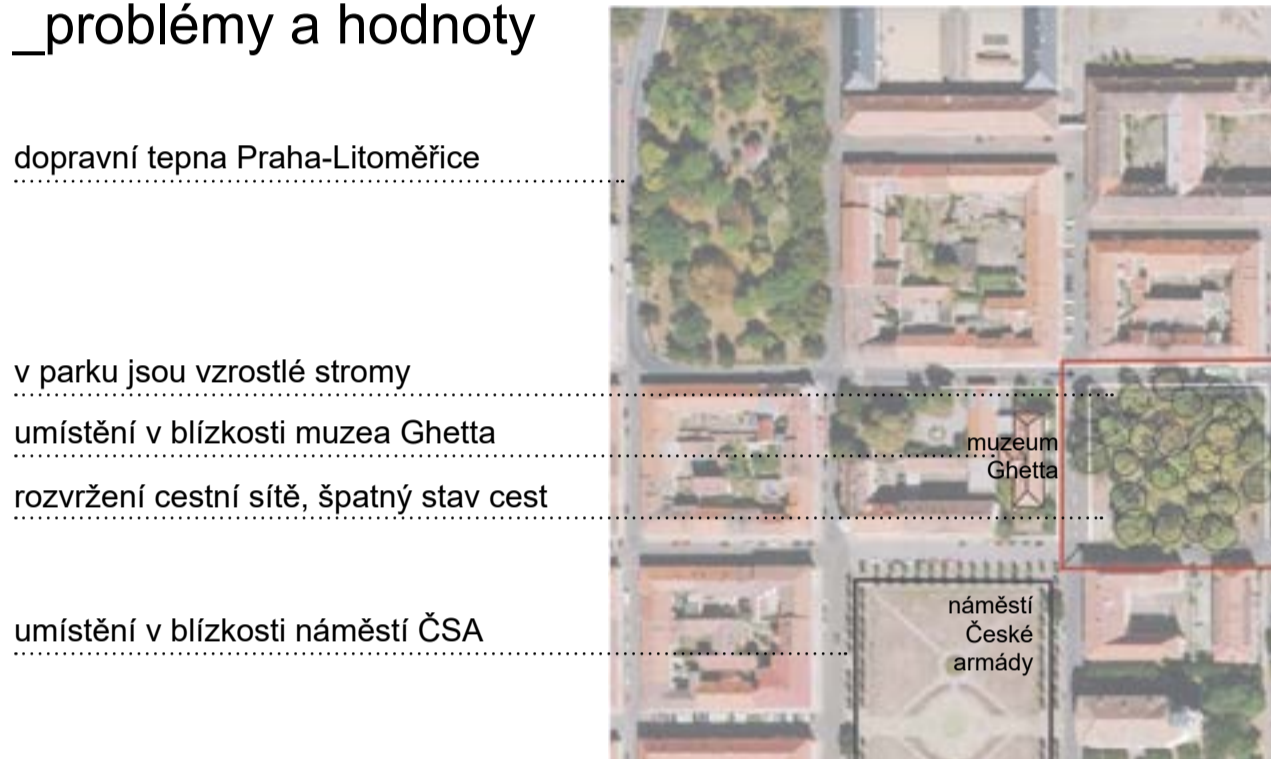 _problémy a hodnoty
dopravní tepna Praha-Litoměřice
v parku jsou vzrostlé stromy
umístění v blízkosti muzea Ghetta
rozvržení cestní sítě, špatný stav cest
umístění v blízkosti náměstí ČSA
muzeum
Ghetta
náměstí
České
armády